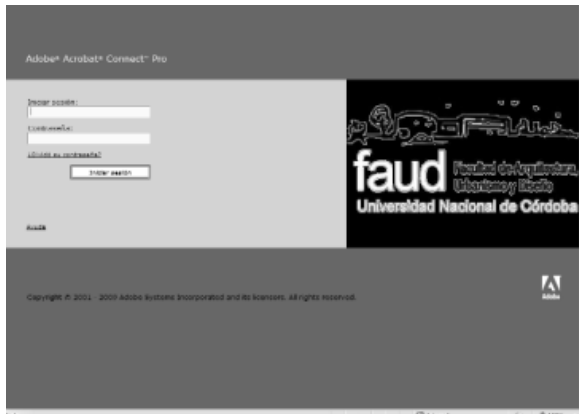 Adobe® Acrobat® Connect™ Pro
Iniciar sesión:
Contraseña:
¿Olvidó su contraseña?
Iniciar sesión
Ayuda
faud
Facultad de Arquitectura,
Urbanismo y Diseño
Universidad Nacional de Córdoba
Copyright © 2001 - 2009 Adobe Systems Incorporated and its licensors. All rights reserved.
Adobe